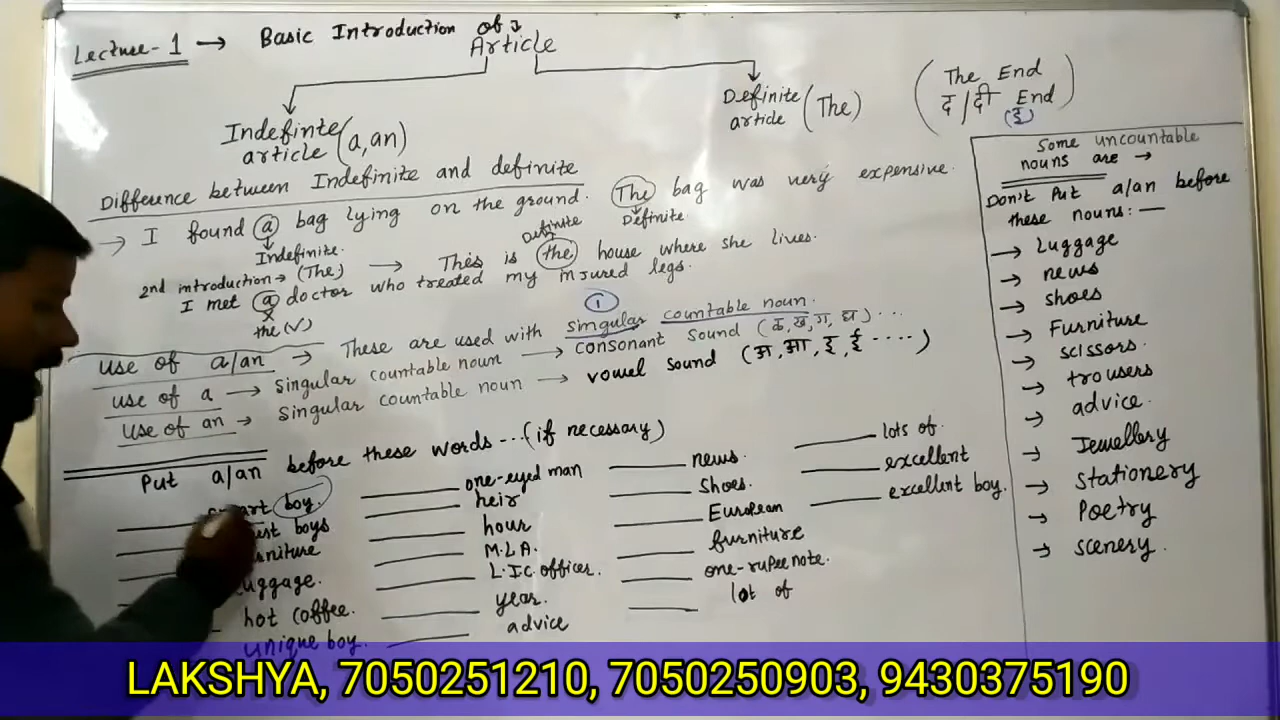 Lecture-1 → Basic Introduction of
Article
Indefinte article (a, an)
Definite article (The)
(The End
द/दी End
(ई))
Difference between Indefinite and definite
→ I found a bag lying on the ground. The bag was very expensive.
Indefinite.
Definite.
2nd introduction → (The) → This is the house where she lives.
Definite
I met a doctor who treated my injured legs.
the (✓)
1
use of a/an → These are used with singular countable noun.
use of a → singular countable noun → consonant sound (क, ख, ग, घ) ...
use of an → singular countable noun → vowel sound (अ, आ, इ, ई ....)
Put a/an before these words --- (if necessary)
boy.
boys
hot coffee.
unique boy.
one-eyed man
heir
hour
M.L.A.
L.I.C. officer.
year.
advice
news.
Shoes.
European
furniture
one-rupee note.
lot of
lots of.
excellent
excellent boy.
Some uncountable
nouns are →
Don't Put a/an before
these nouns: —
→ Luggage
→ news
→ shoes
→ Furniture
→ scissors.
→ trousers
→ advice.
→ Jewellery
→ Stationery
→ Poetry
→ scenery.
LAKSHYA, 7050251210, 7050250903, 9430375190